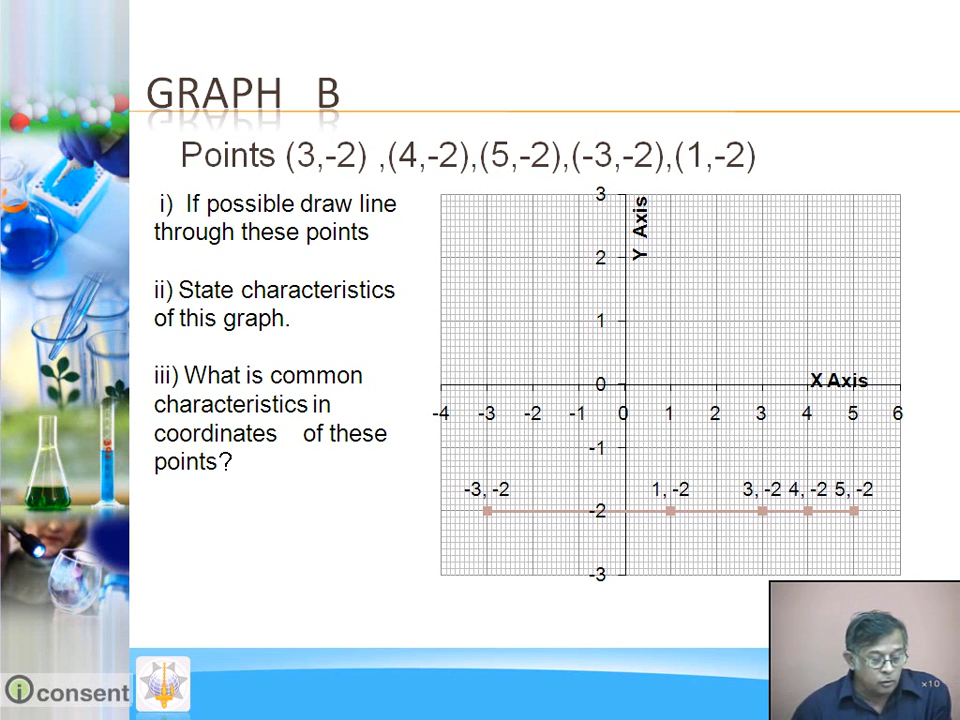 GRAPH B
Points (3,-2) ,(4,-2),(5,-2),(-3,-2),(1,-2)
i) If possible draw line
through these points
ii) State characteristics
of this graph.
iii) What is common
characteristics in
coordinates of these
points?
3
Y Axis
2
1
0
X Axis
-4 -3 -2 -1 0 1 2 3 4 5 6
-1
-3, -2 1, -2 3, -2 4, -2 5, -2
-2
-3
x10
i consent